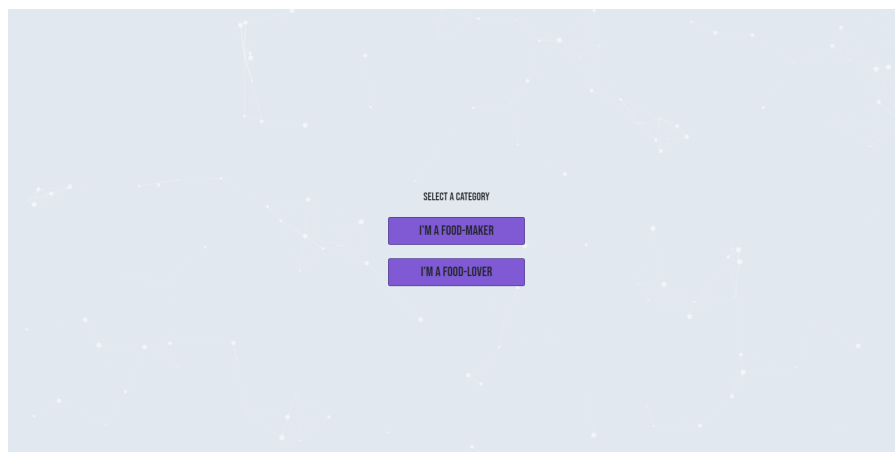 SELECT A CATEGORY
I'M A FOOD-MAKER
I'M A FOOD-LOVER